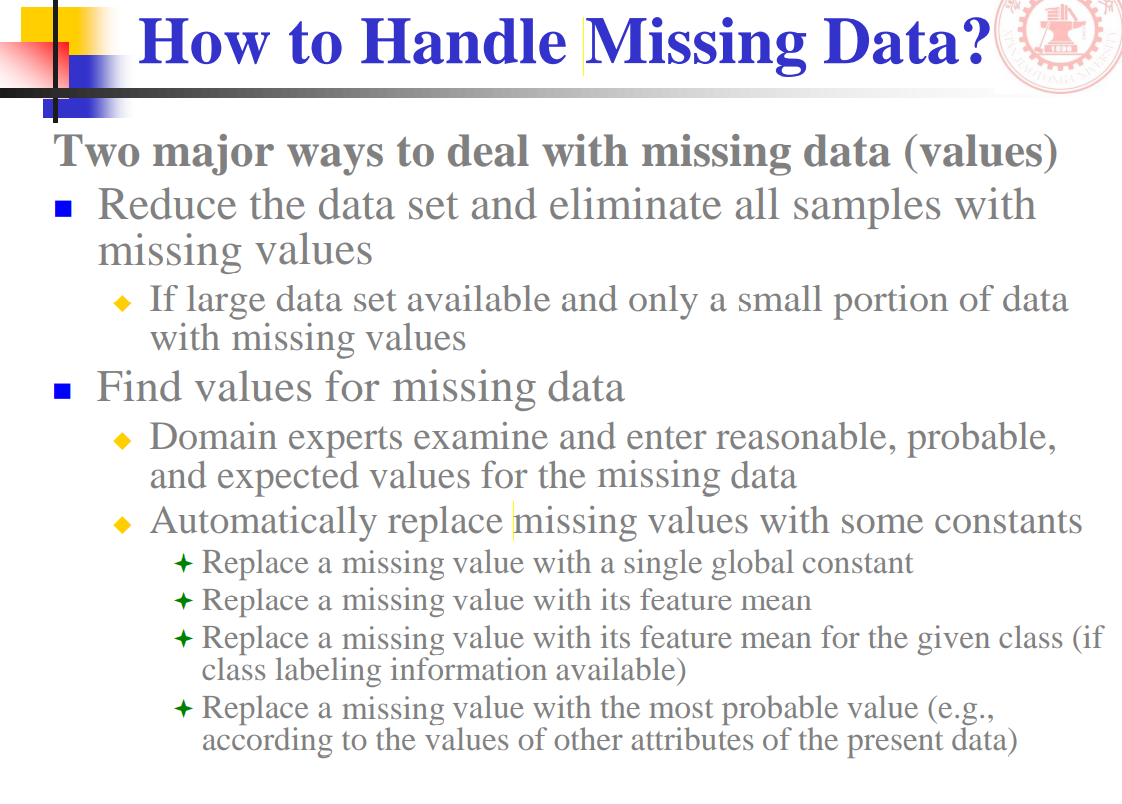 How to Handle Missing Data?
Two major ways to deal with missing data (values)
Reduce the data set and eliminate all samples with
missing values
If large data set available and only a small portion of data
with missing values
Find values for missing data
Domain experts examine and enter reasonable, probable,
and expected values for the missing data
Automatically replace missing values with some constants
Replace a missing value with a single global constant
Replace a missing value with its feature mean
Replace a missing value with its feature mean for the given class (if
class labeling information available)
Replace a missing value with the most probable value (e.g.,
according to the values of other attributes of the present data)